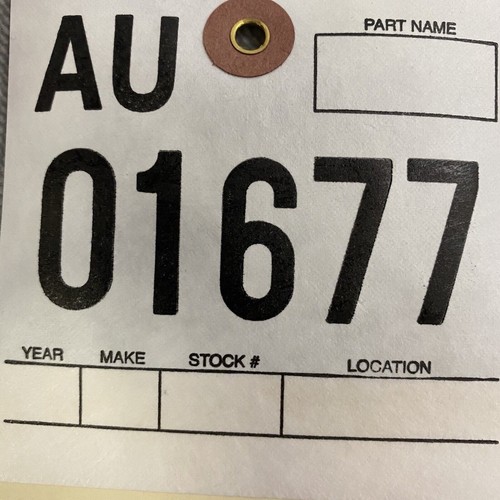 AU
PART NAME
01677
YEAR MAKE STOCK # LOCATION